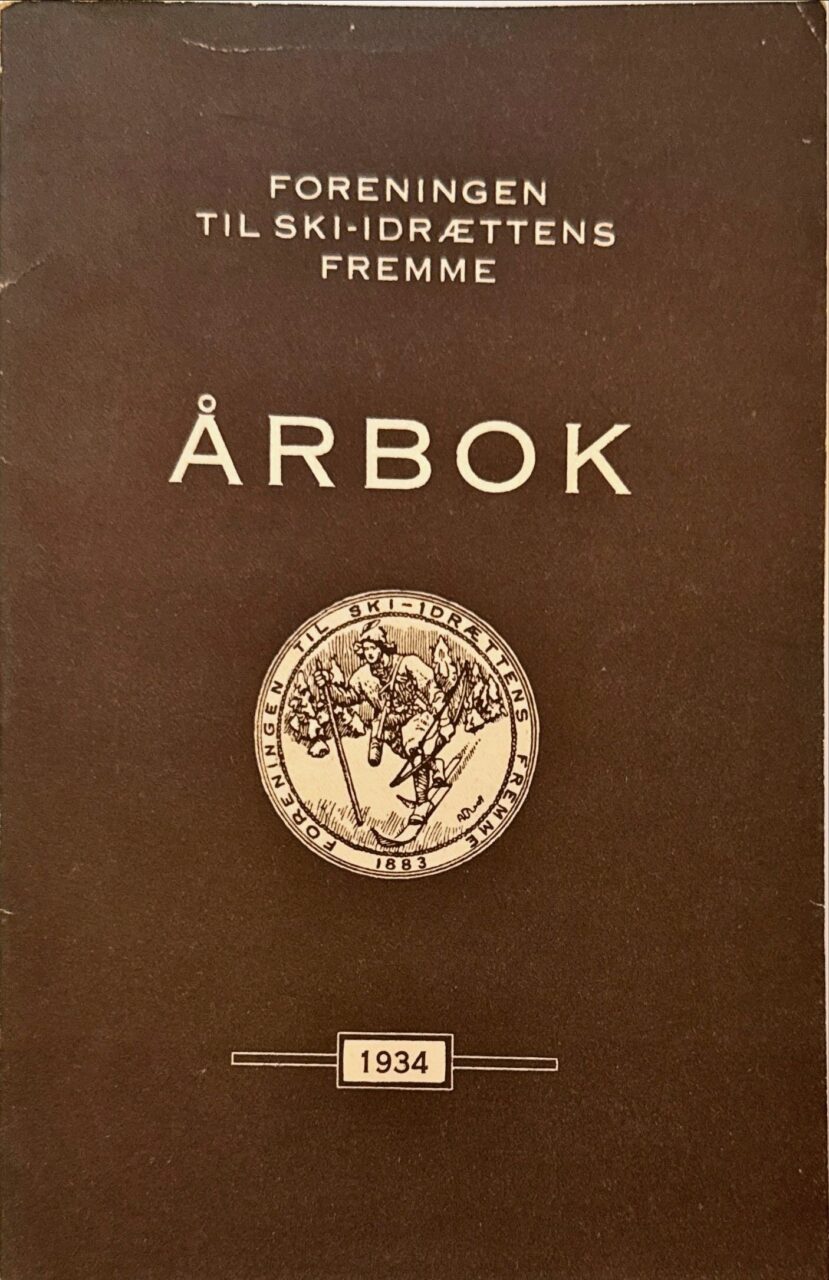 FORENINGEN
TIL SKI-IDRÆTTENS
FREMME
ÅRBOK
FORENINGEN TIL SKI-IDRÆTTENS FREMME
1883
1934